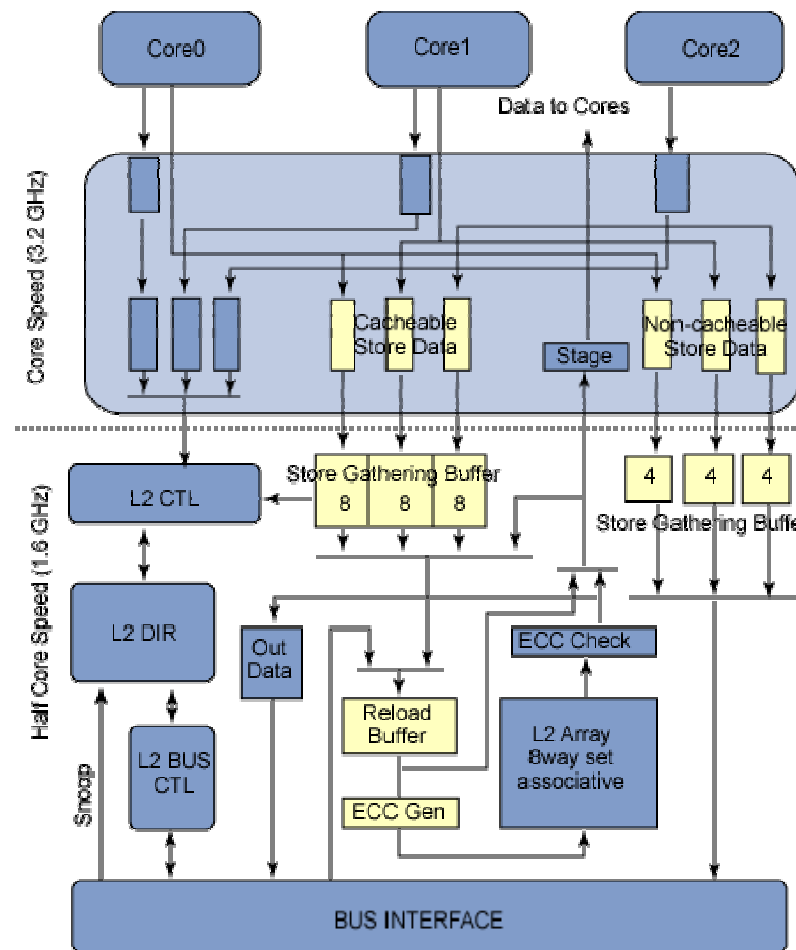 Core0
Core1
Core2
Data to Cores
Core Speed (3.2 GHz)
Cacheable
Store Data
Stage
Non-cacheable
Store Data
Half Core Speed (1.6 GHz)
L2 CTL
Store Gathering Buffer
8
8
8
4
4
4
Store Gathering Buffe
L2 DIR
Out
Data
ECC Check
Reload
Buffer
L2 Array
8way set
associative
L2 BUS
CTL
ECC Gen
Snoop
BUS INTERFACE